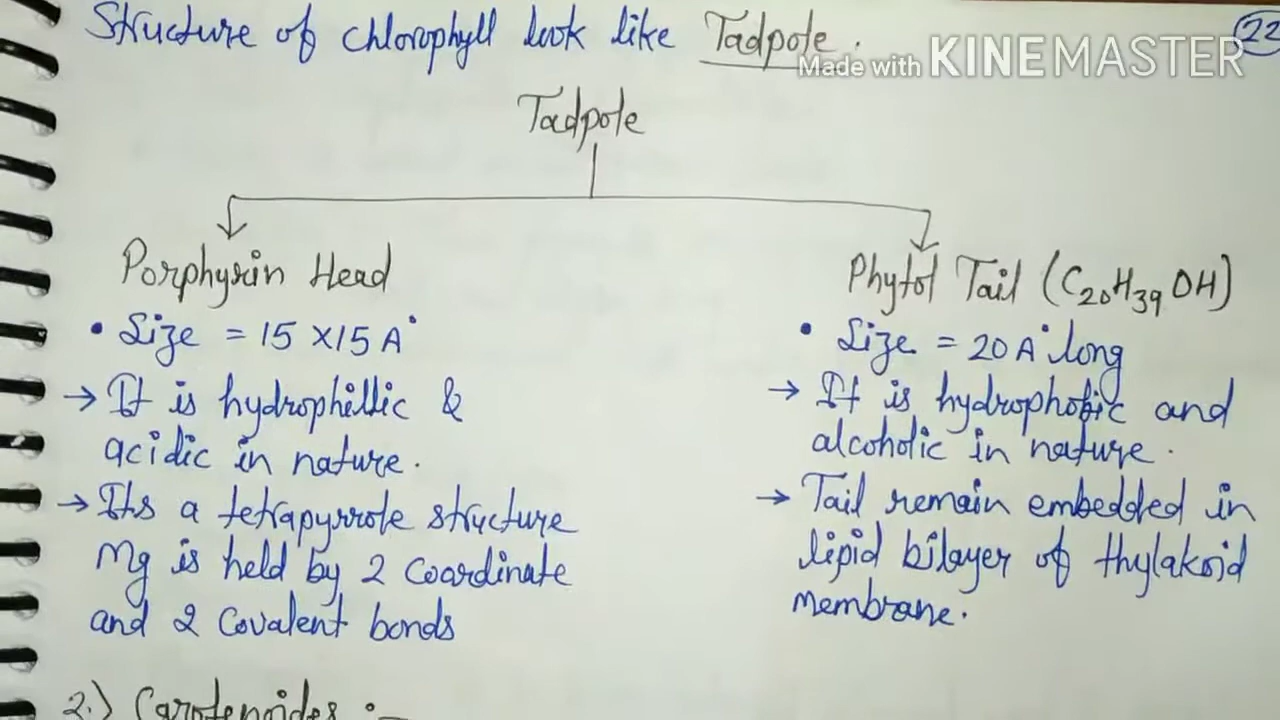 Structure of chlorophyll look like Tadpole.
22
Made with KINEMASTER
Tadpole
Porphyrin Head
• Size = 15 X15 A°
→ It is hydrophillic &
acidic in nature.
→ Its a tetrapyrrole structure
Mg is held by 2 coordinate
and 2 covalent bonds
Phytol Tail (C₂₀H₃₉OH)
• Size = 20 A° long
→ It is hydrophobic and
alcoholic in nature.
→ Tail remain embedded in
lipid bilayer of thylakoid
membrane.
2.) Carotenoides :-